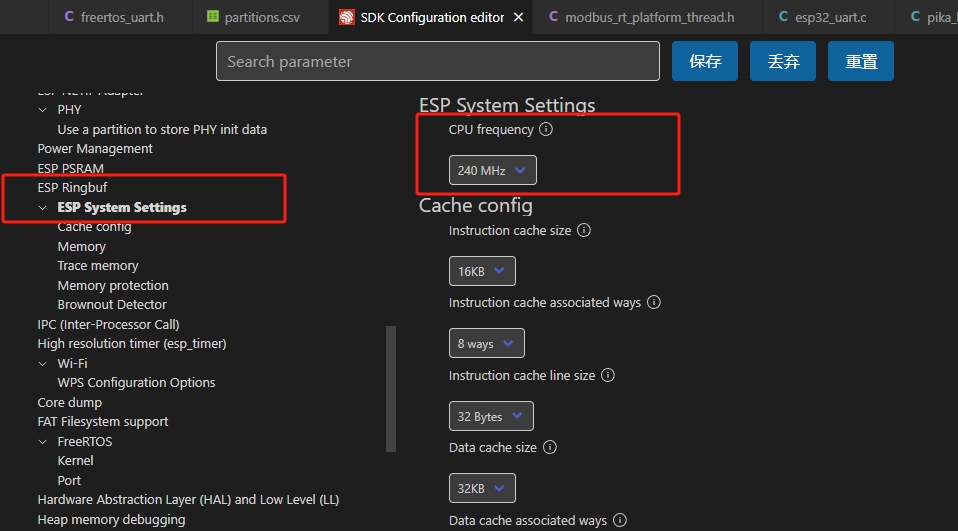 freertos_uart.h
partitions.csv
SDK Configuration editor
modbus_rt_platform_thread.h
esp32_uart.c
Search parameter
保存
丢弃
重置
ESP NETIF Adapter
PHY
Use a partition to store PHY init data
Power Management
ESP PSRAM
ESP Ringbuf
ESP System Settings
Cache config
Memory
Trace memory
Memory protection
Brownout Detector
IPC (Inter-Processor Call)
High resolution timer (esp_timer)
Wi-Fi
WPS Configuration Options
Core dump
FAT Filesystem support
FreeRTOS
Kernel
Port
Hardware Abstraction Layer (HAL) and Low Level (LL)
Heap memory debugging
ESP System Settings
CPU frequency
240 MHz
Cache config
Instruction cache size
16KB
Instruction cache associated ways
8 ways
Instruction cache line size
32 Bytes
Data cache size
32KB
Data cache associated ways